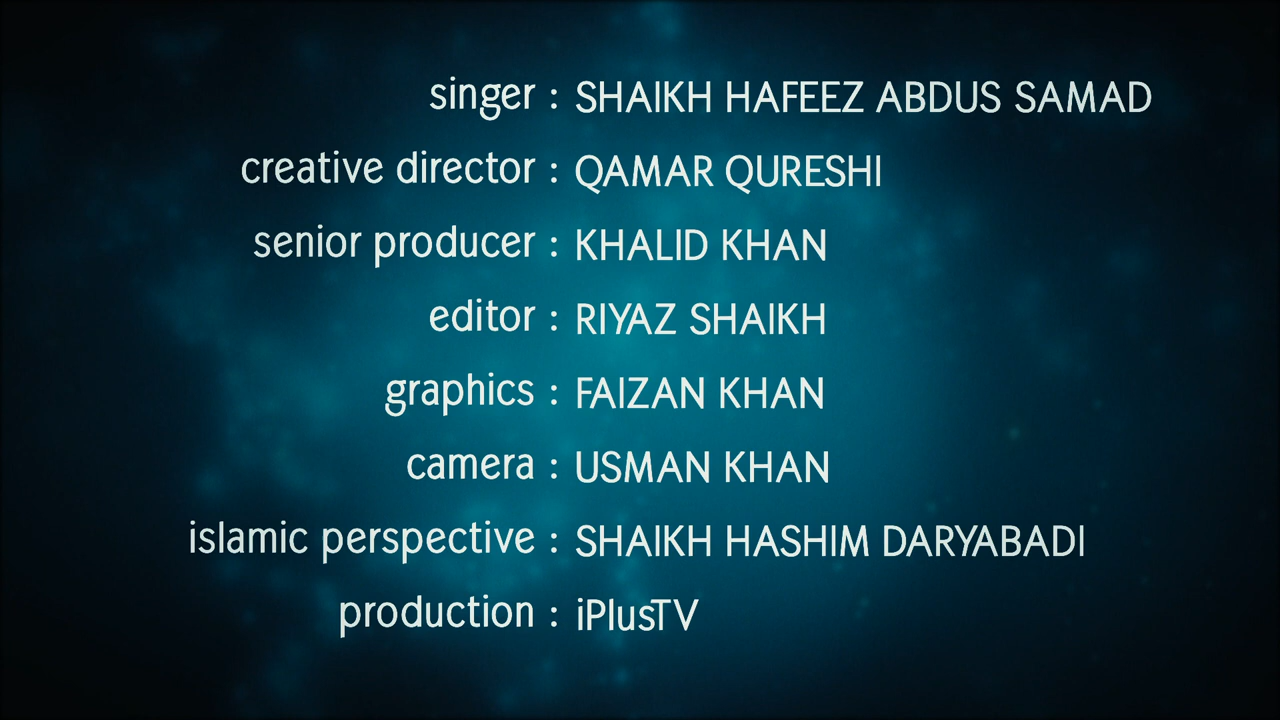 singer : SHAIKH HAFEEZ ABDUS SAMAD
creative director : QAMAR QURESHI
senior producer : KHALID KHAN
editor : RIYAZ SHAIKH
graphics : FAIZAN KHAN
camera : USMAN KHAN
islamic perspective : SHAIKH HASHIM DARYABADI
production : iPlusTV